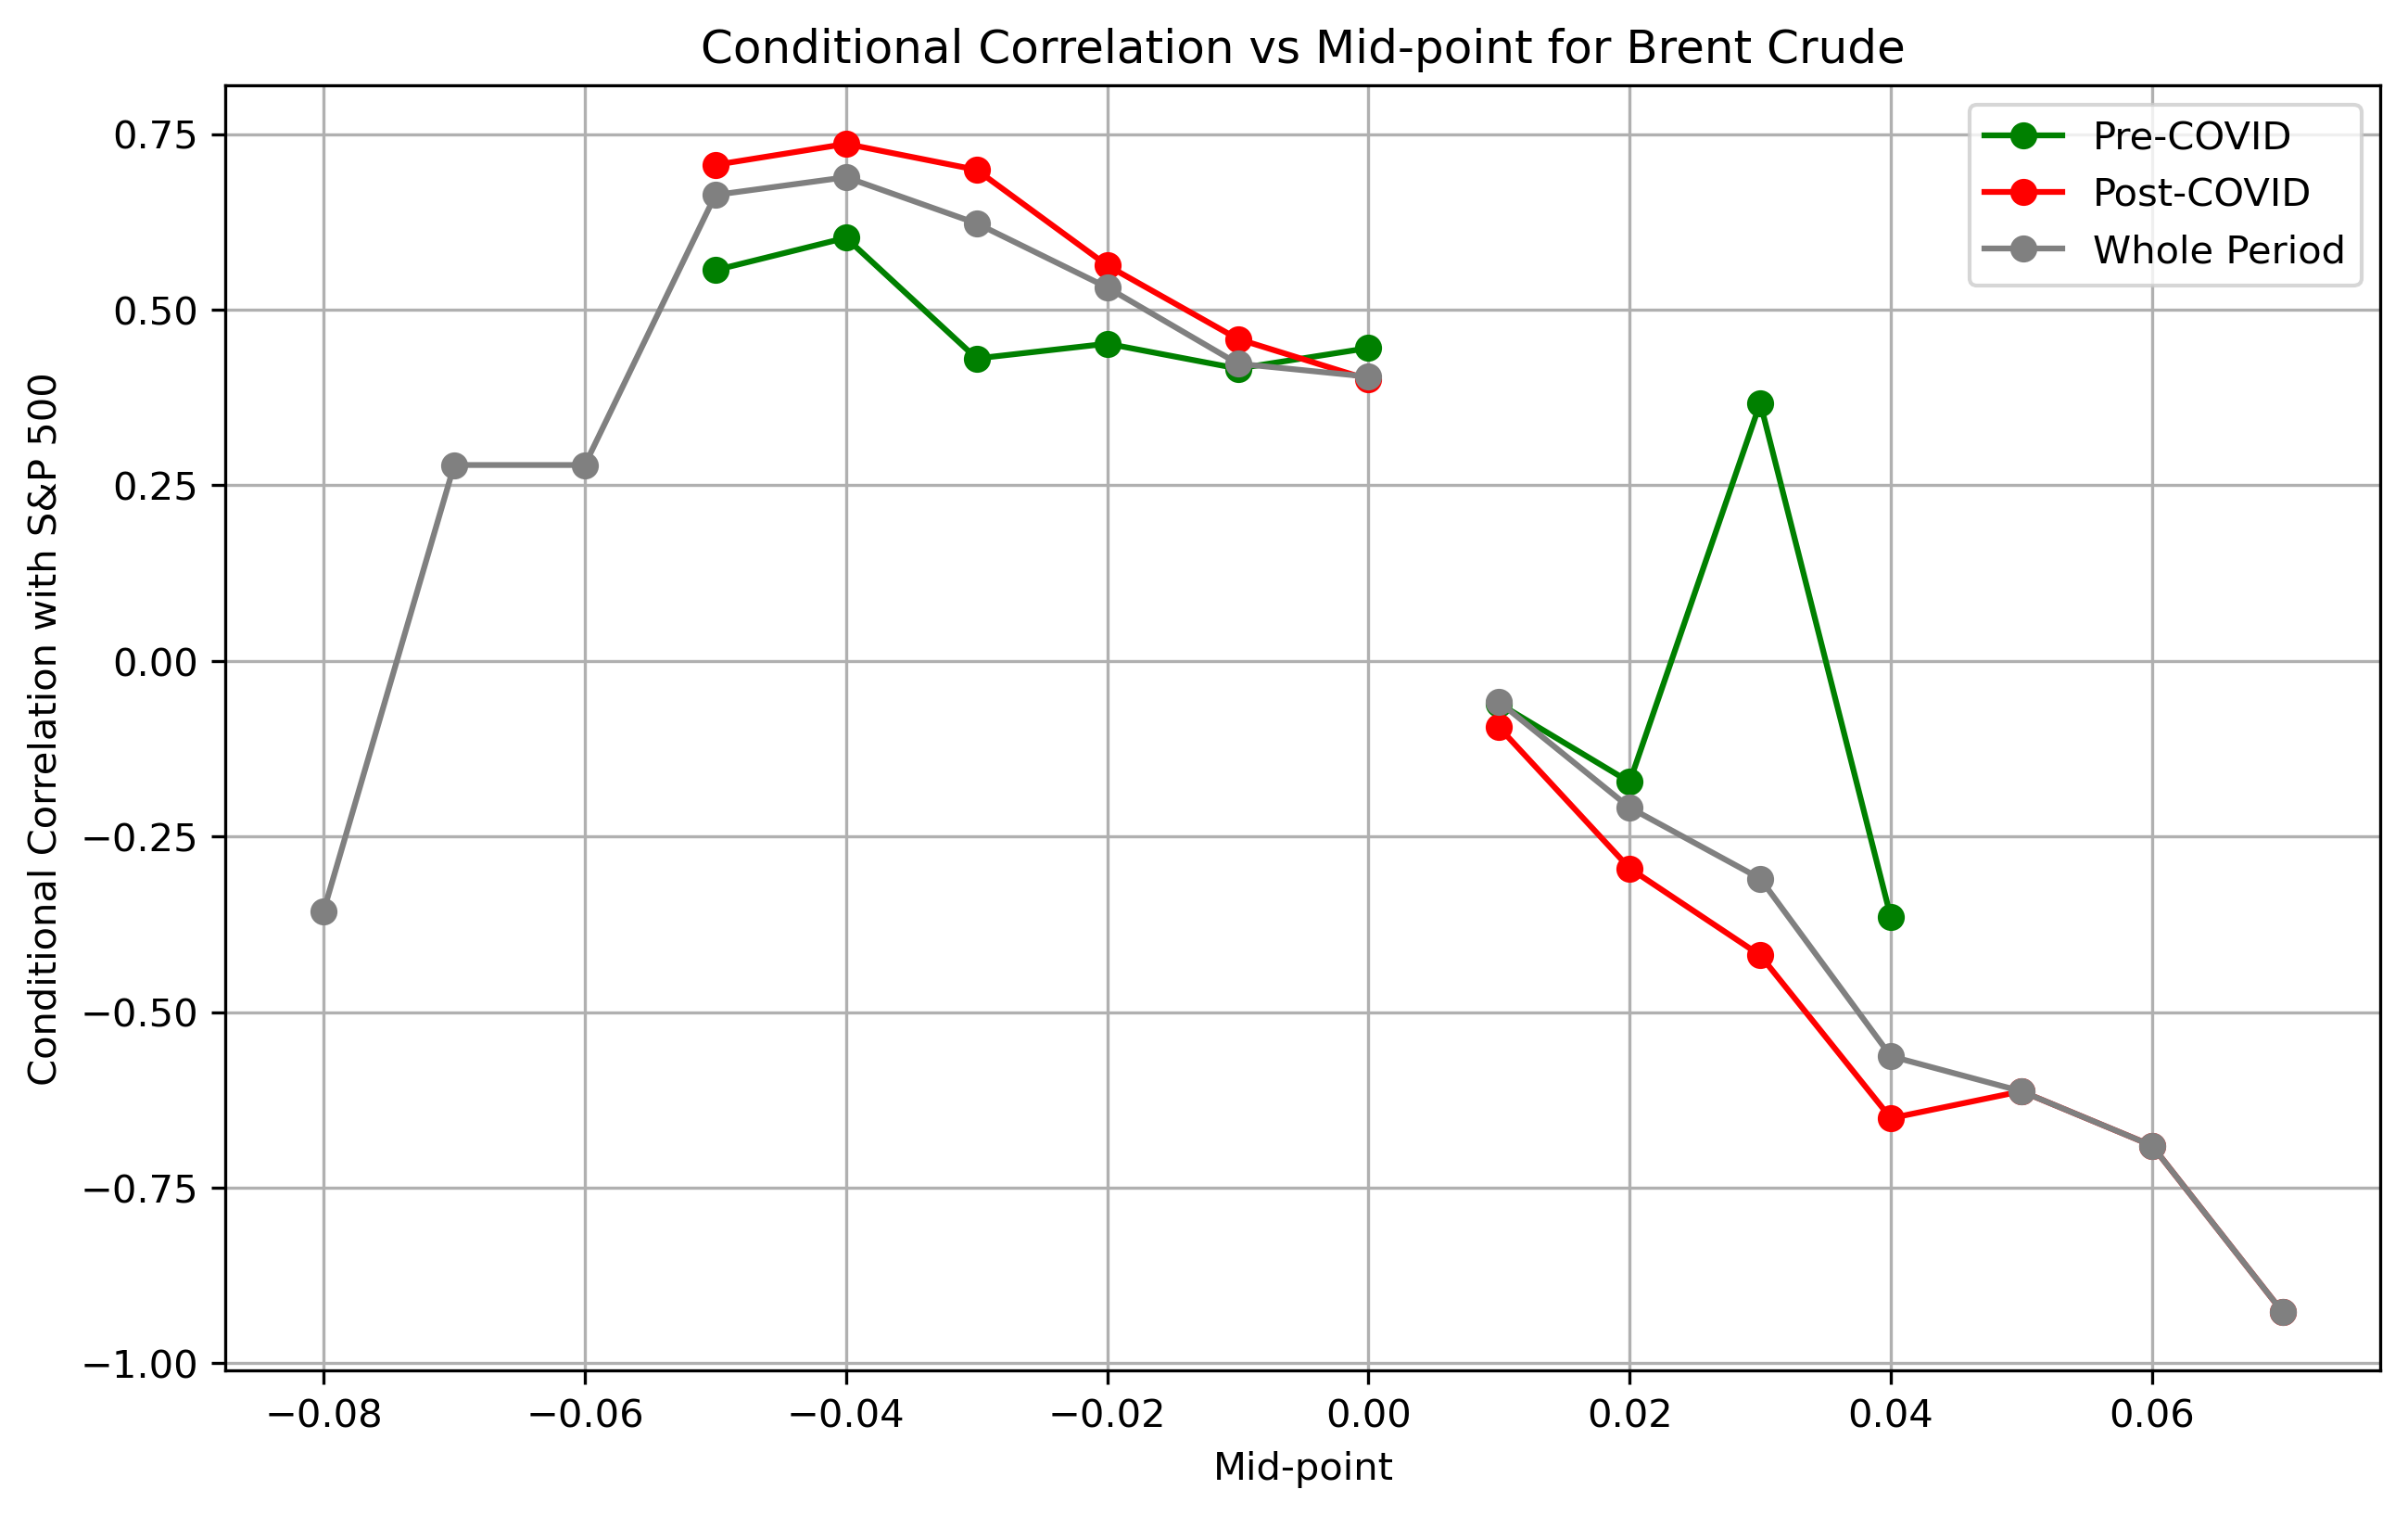 Conditional Correlation vs Mid-point for Brent Crude
Pre-COVID
Post-COVID
Whole Period
Conditional Correlation with S&P 500
0.75
0.50
0.25
0.00
−0.25
−0.50
−0.75
−1.00
−0.08 −0.06 −0.04 −0.02 0.00 0.02 0.04 0.06
Mid-point